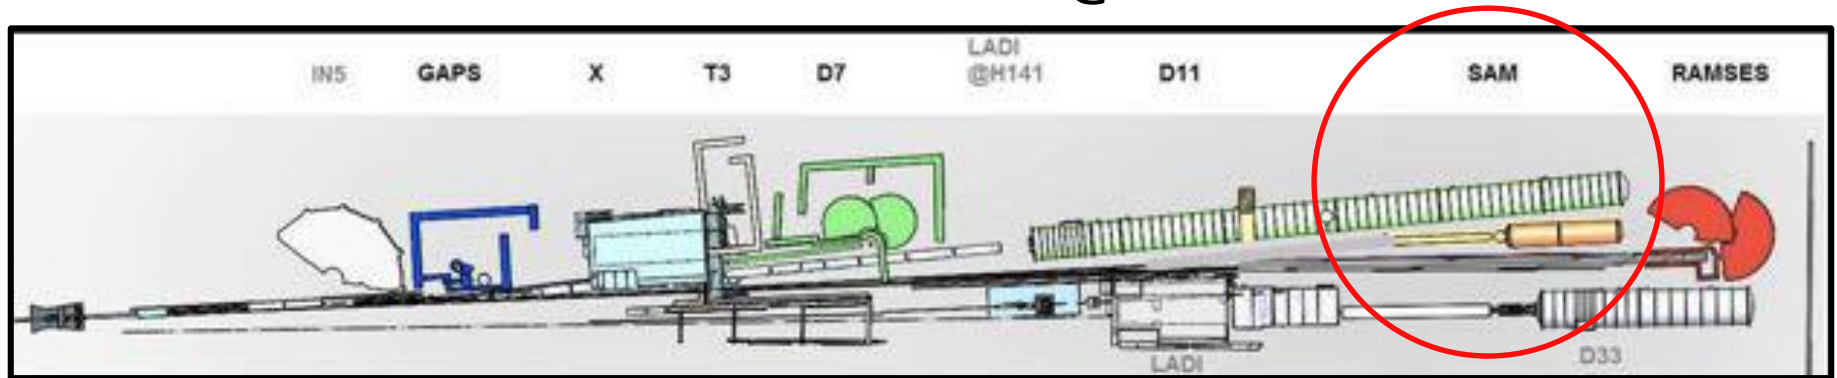 IN5 GAPS X T3 D7 LADI @H141 D11 SAM RAMSES
LADI D33